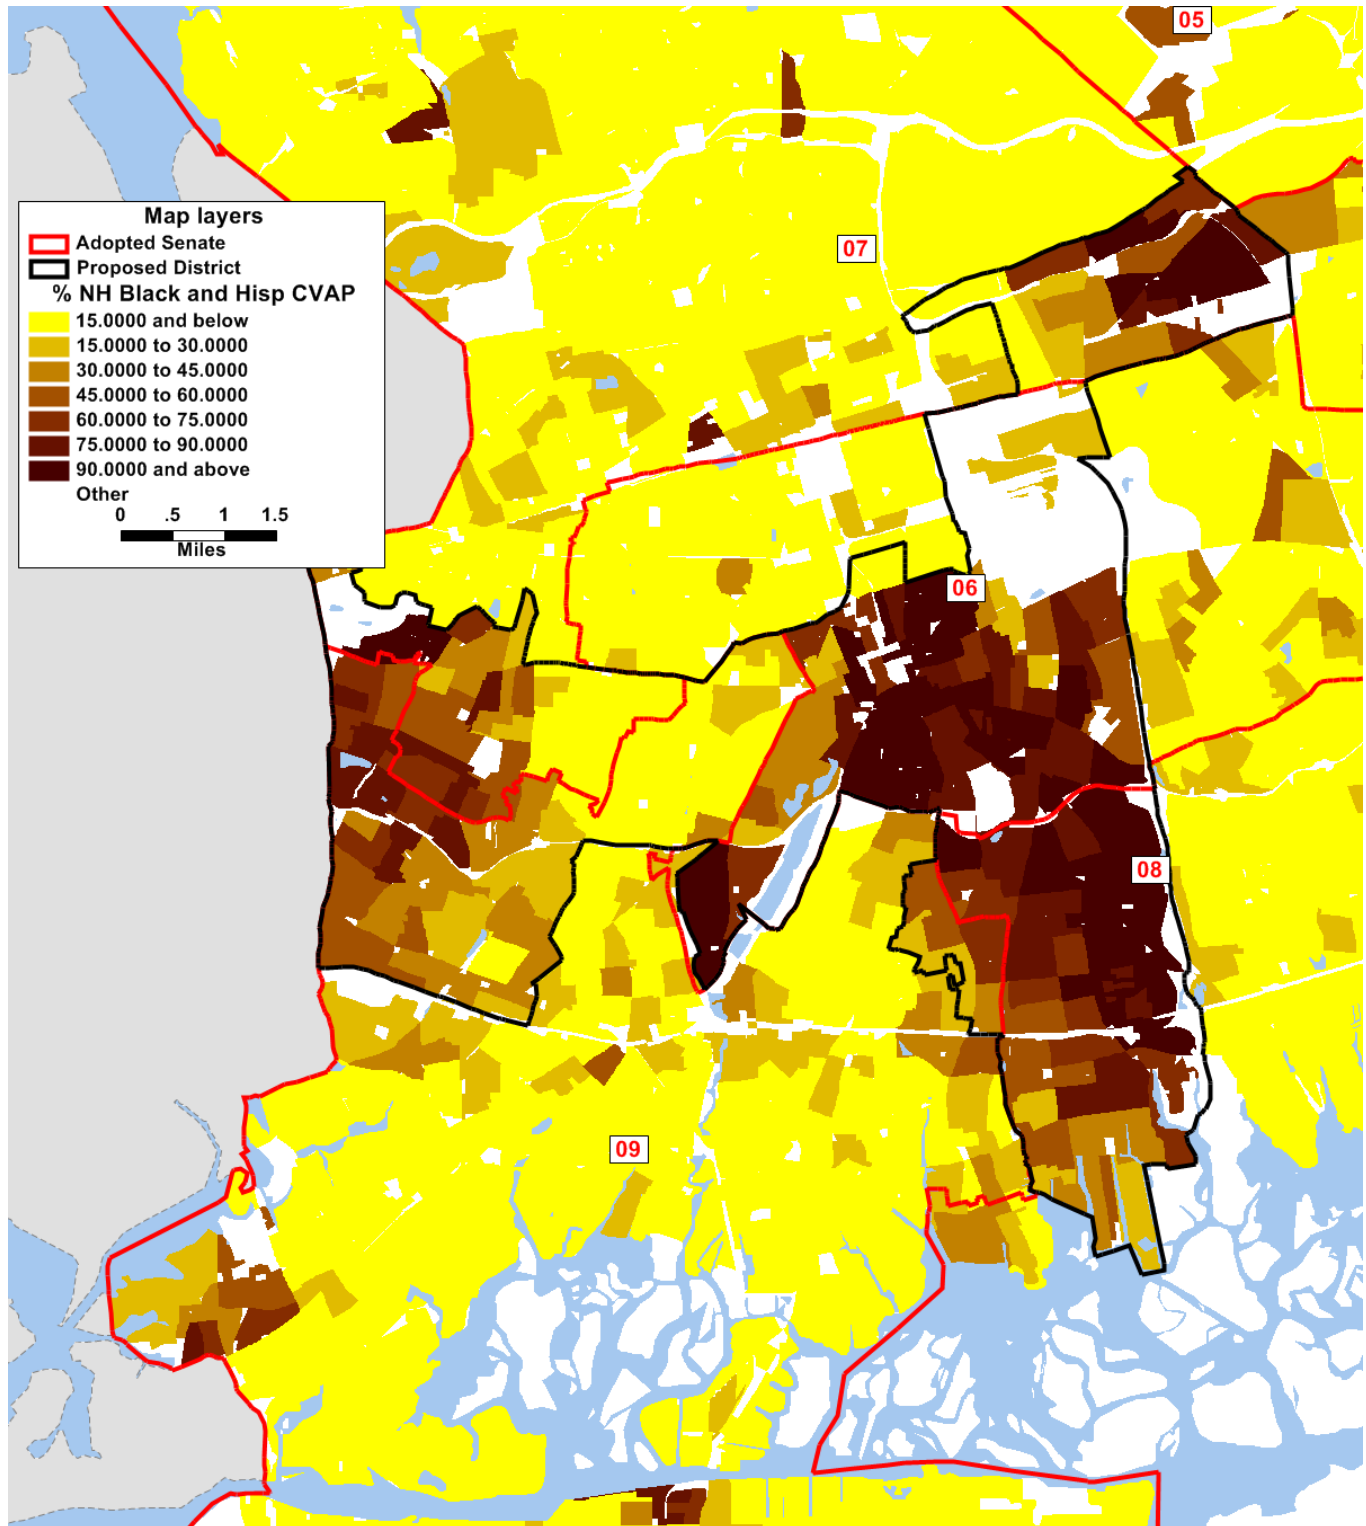 05
07
Map layers
Adopted Senate
Proposed District
% NH Black and Hisp CVAP
15.0000 and below
15.0000 to 30.0000
30.0000 to 45.0000
45.0000 to 60.0000
60.0000 to 75.0000
75.0000 to 90.0000
90.0000 and above
Other
0 .5 1 1.5
Miles
06
08
09